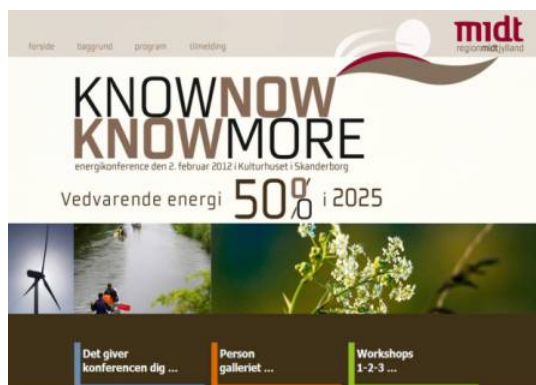 forside baggrund program tilmelding
midt
regionmidtjylland
KNOWNOW
KNOWMORE
energikonference den 2. februar 2012 i Kulturhuset i Skanderborg
Vedvarende energi 50% i 2025
Det giver
konferencen dig ...
Person
galleriet ...
Workshops
1-2-3 ...